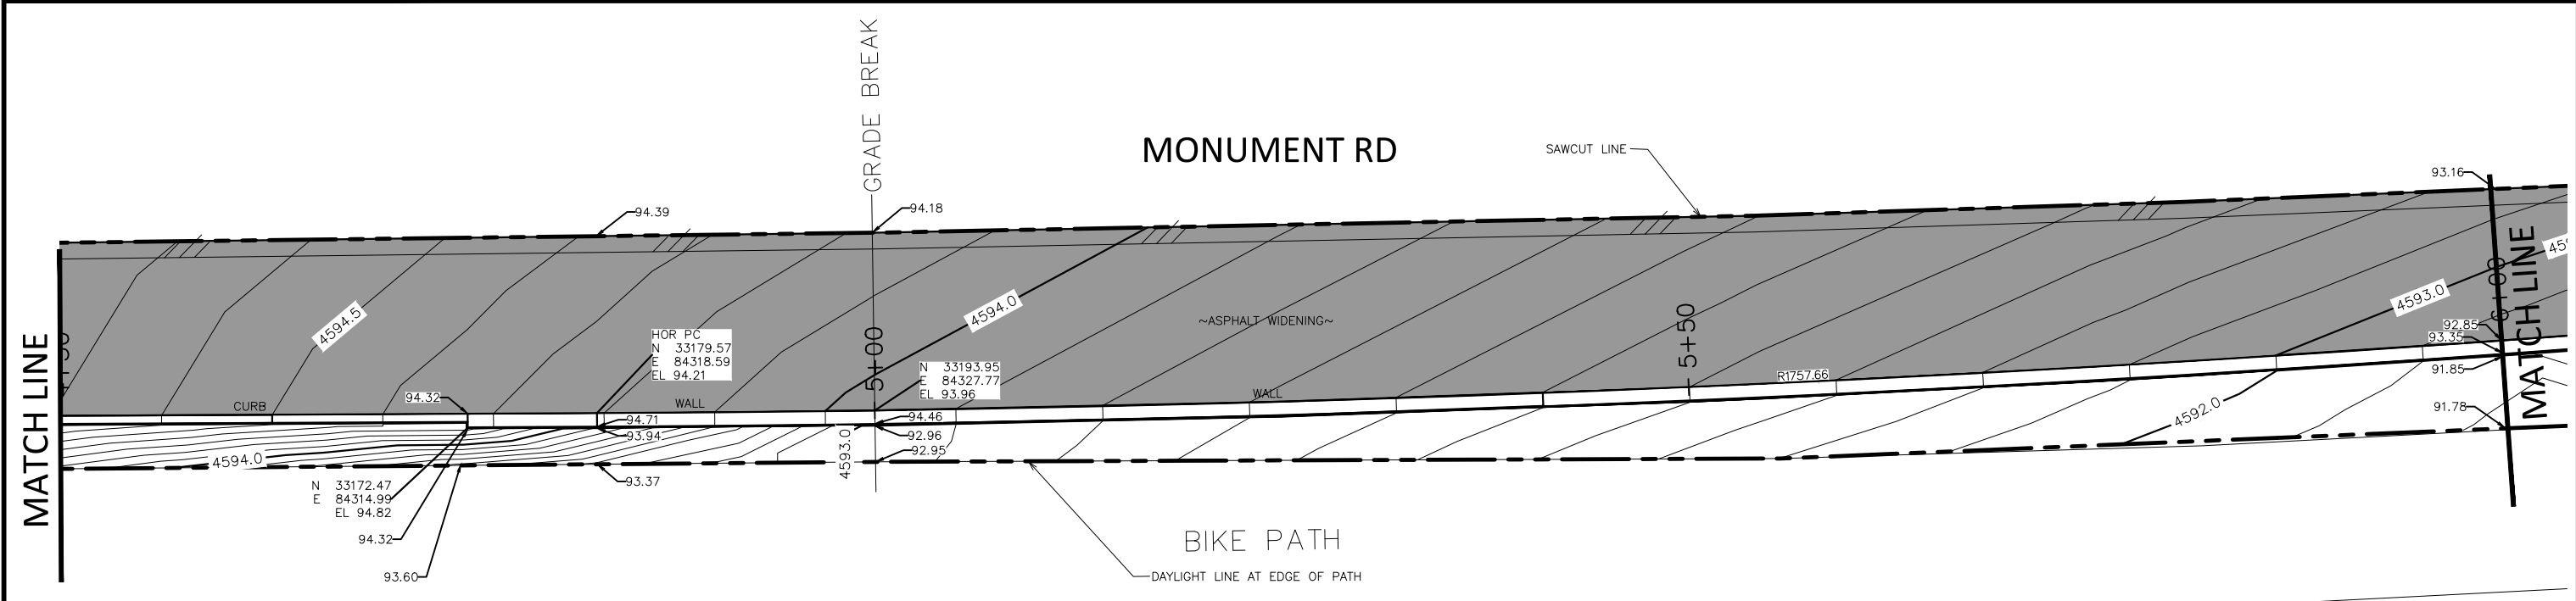 GRADE BREAK
MONUMENT RD
SAWCUT LINE
93.16
94.39
94.18
MATCH LINE
4594.5
4594.0
~ASPHALT WIDENING~
4593.0
6+00
MATCH LINE
HOR PC
N 33179.57
E 84318.59
EL 94.21
5+00
5+50
92.85
93.35
91.85
N 33193.95
E 84327.77
EL 93.96
R1757.66
CURB
94.32
WALL
WALL
94.71
93.94
94.46
92.96
92.95
4592.0
91.78
4594.0
4593.0
93.37
N 33172.47
E 84314.99
EL 94.82
94.32
93.60
BIKE PATH
DAYLIGHT LINE AT EDGE OF PATH